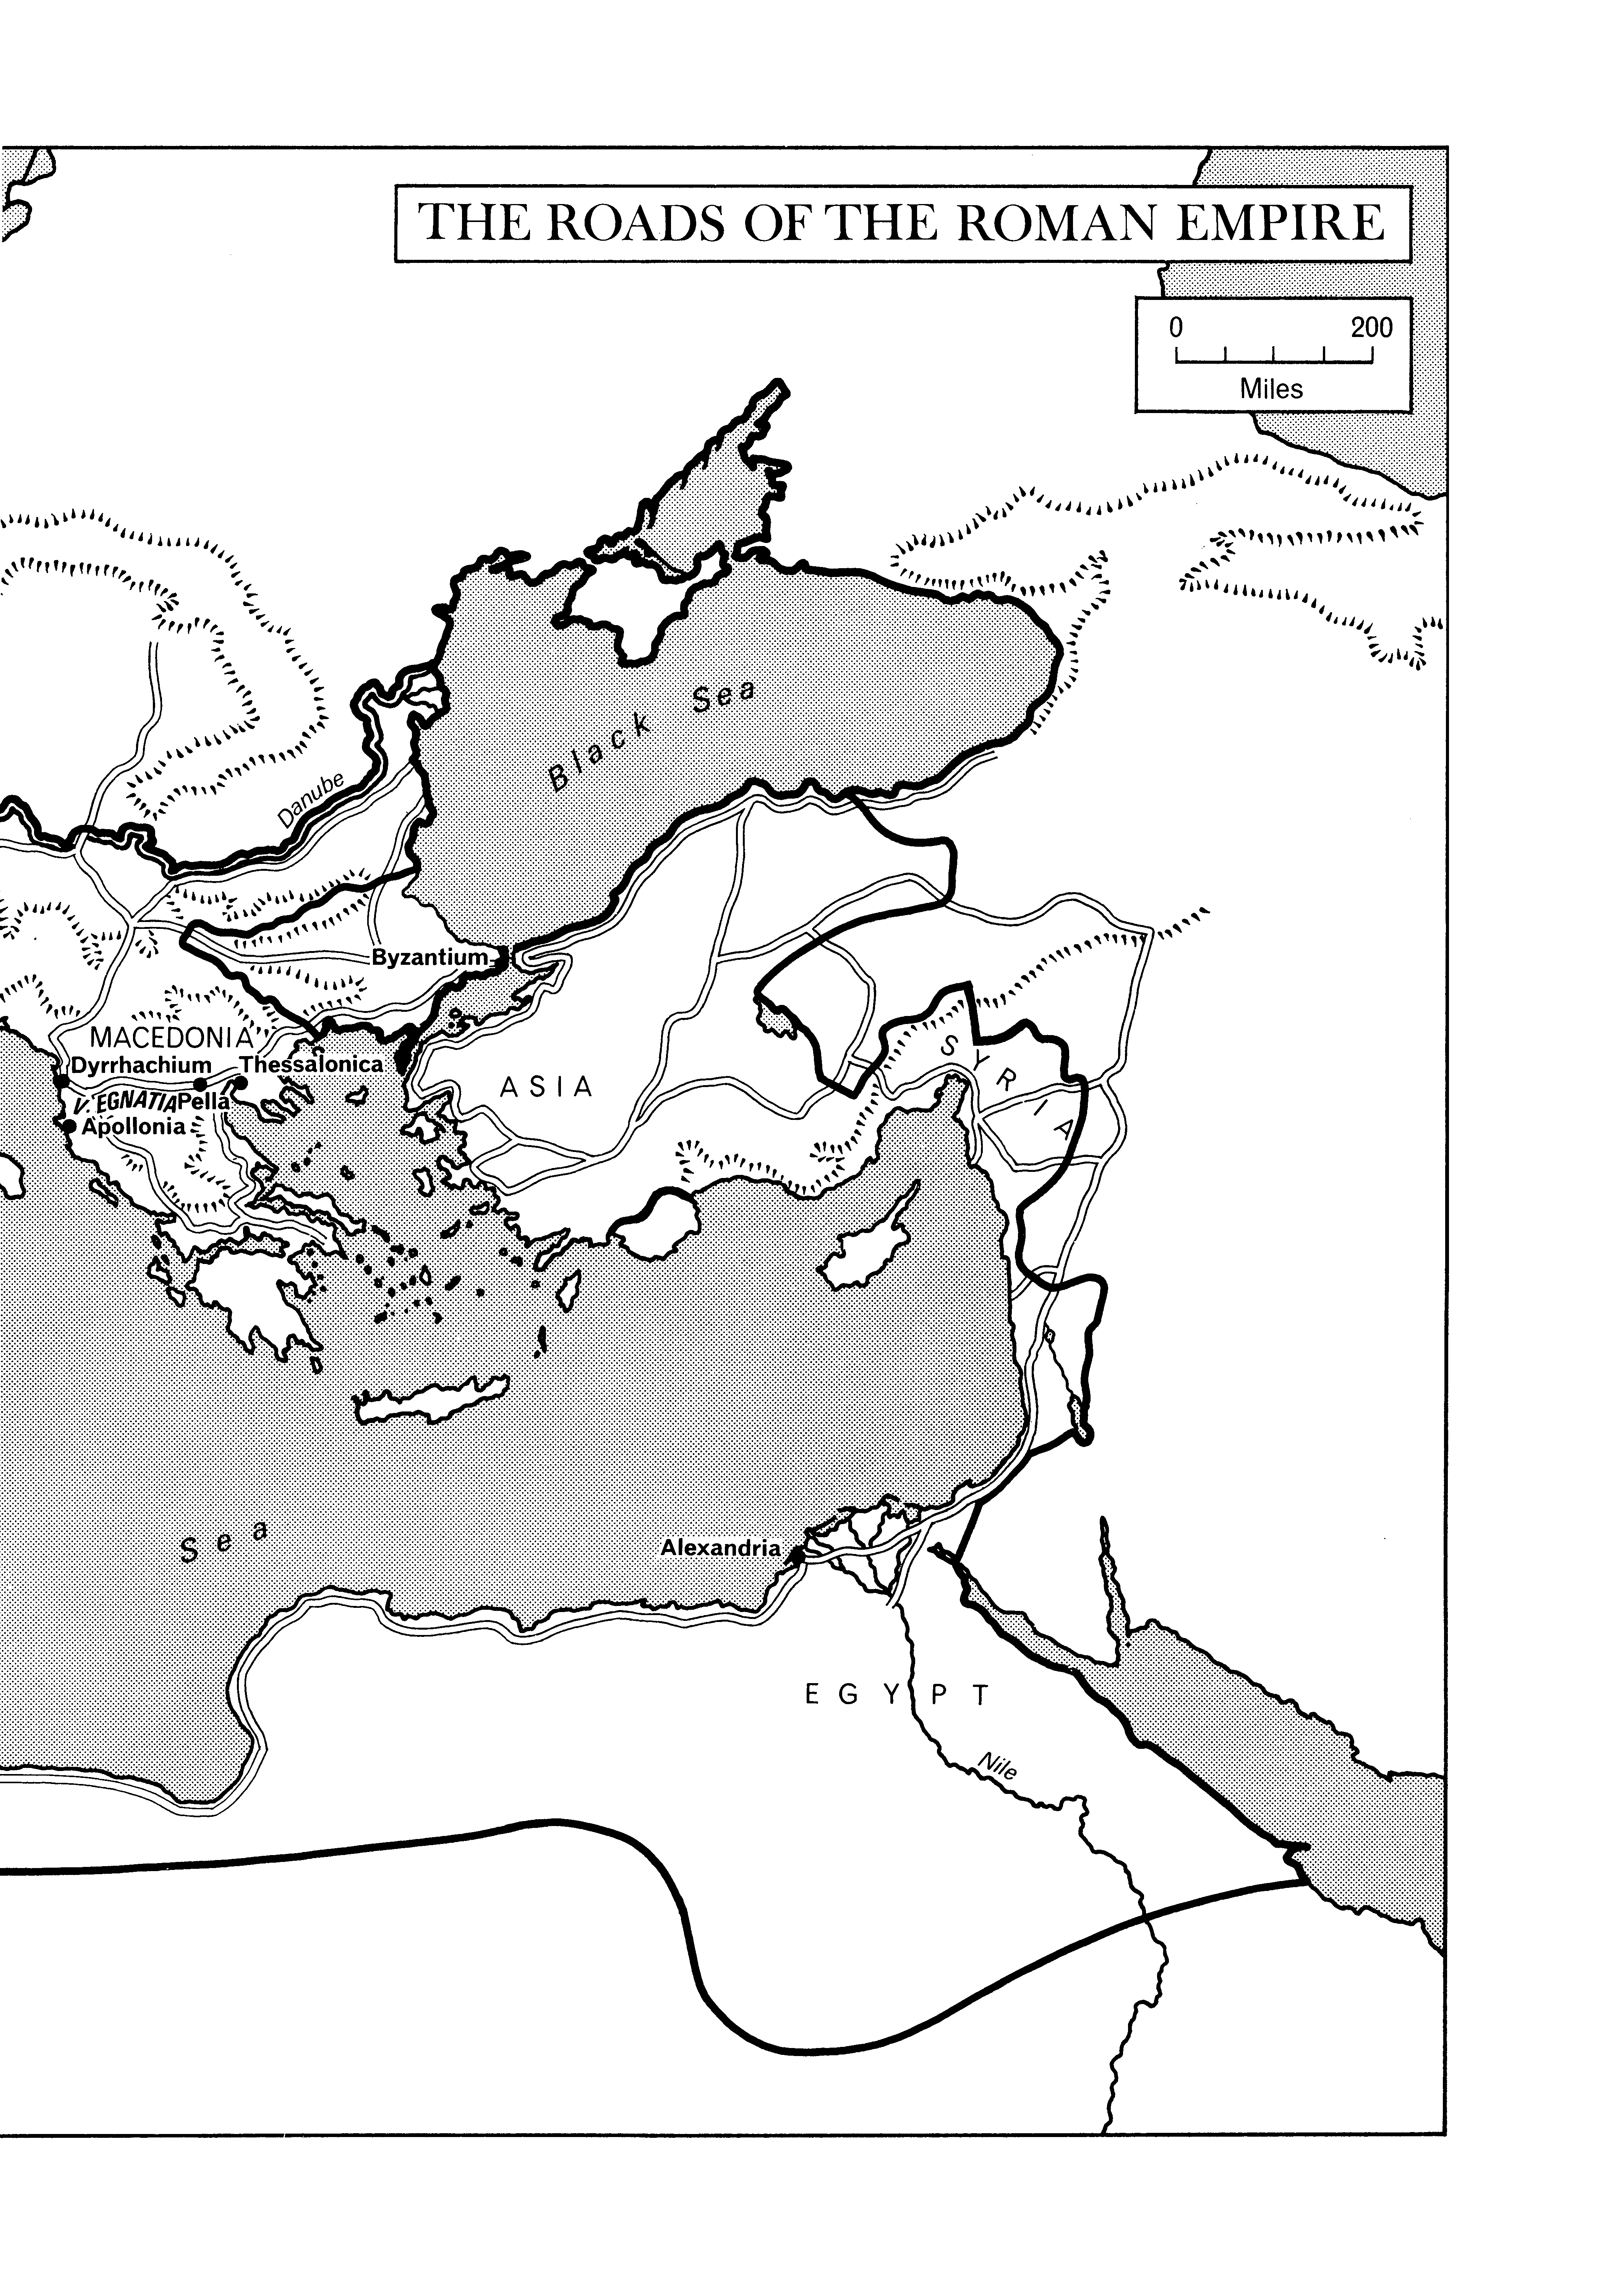 THE ROADS OF THE ROMAN EMPIRE
0 200
Miles
Black Sea
Danube
Byzantium
MACEDONIA
Dyrrhachium
Thessalonica
V. EGNATIA
Pella
Apollonia
ASIA
SYRIA
Sea
Alexandria
EGYPT
Nile